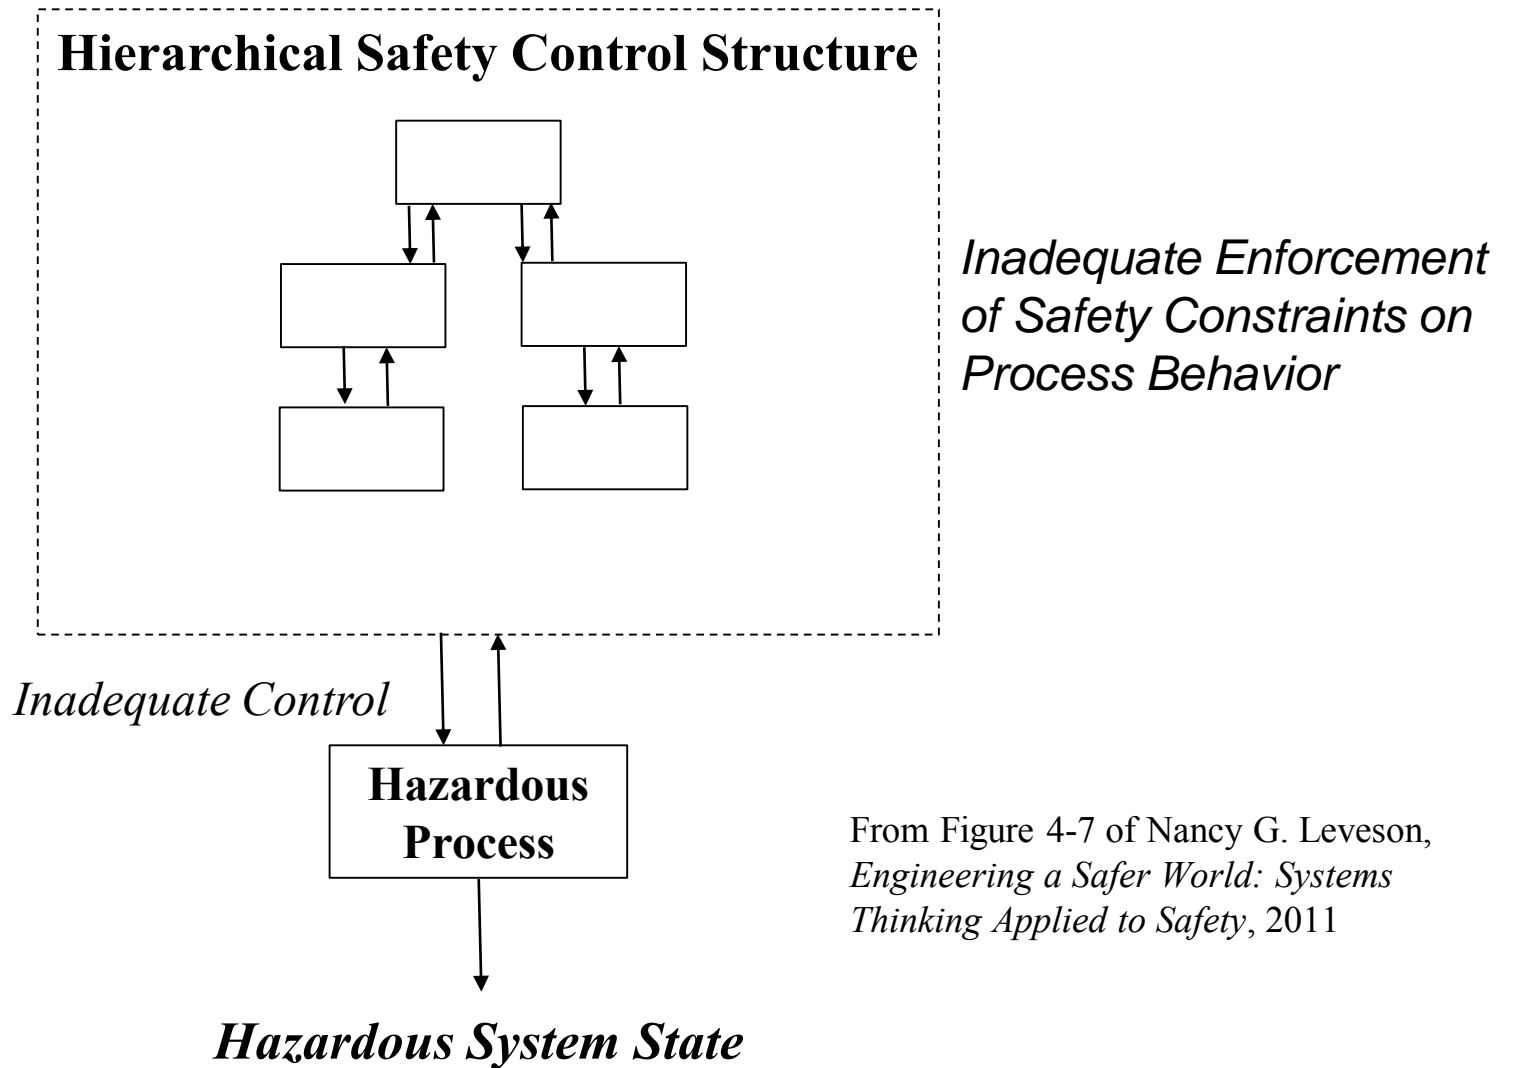 Hierarchical Safety Control Structure
Inadequate Enforcement
of Safety Constraints on
Process Behavior
Inadequate Control
Hazardous
Process
From Figure 4-7 of Nancy G. Leveson,
Engineering a Safer World: Systems
Thinking Applied to Safety, 2011
Hazardous System State